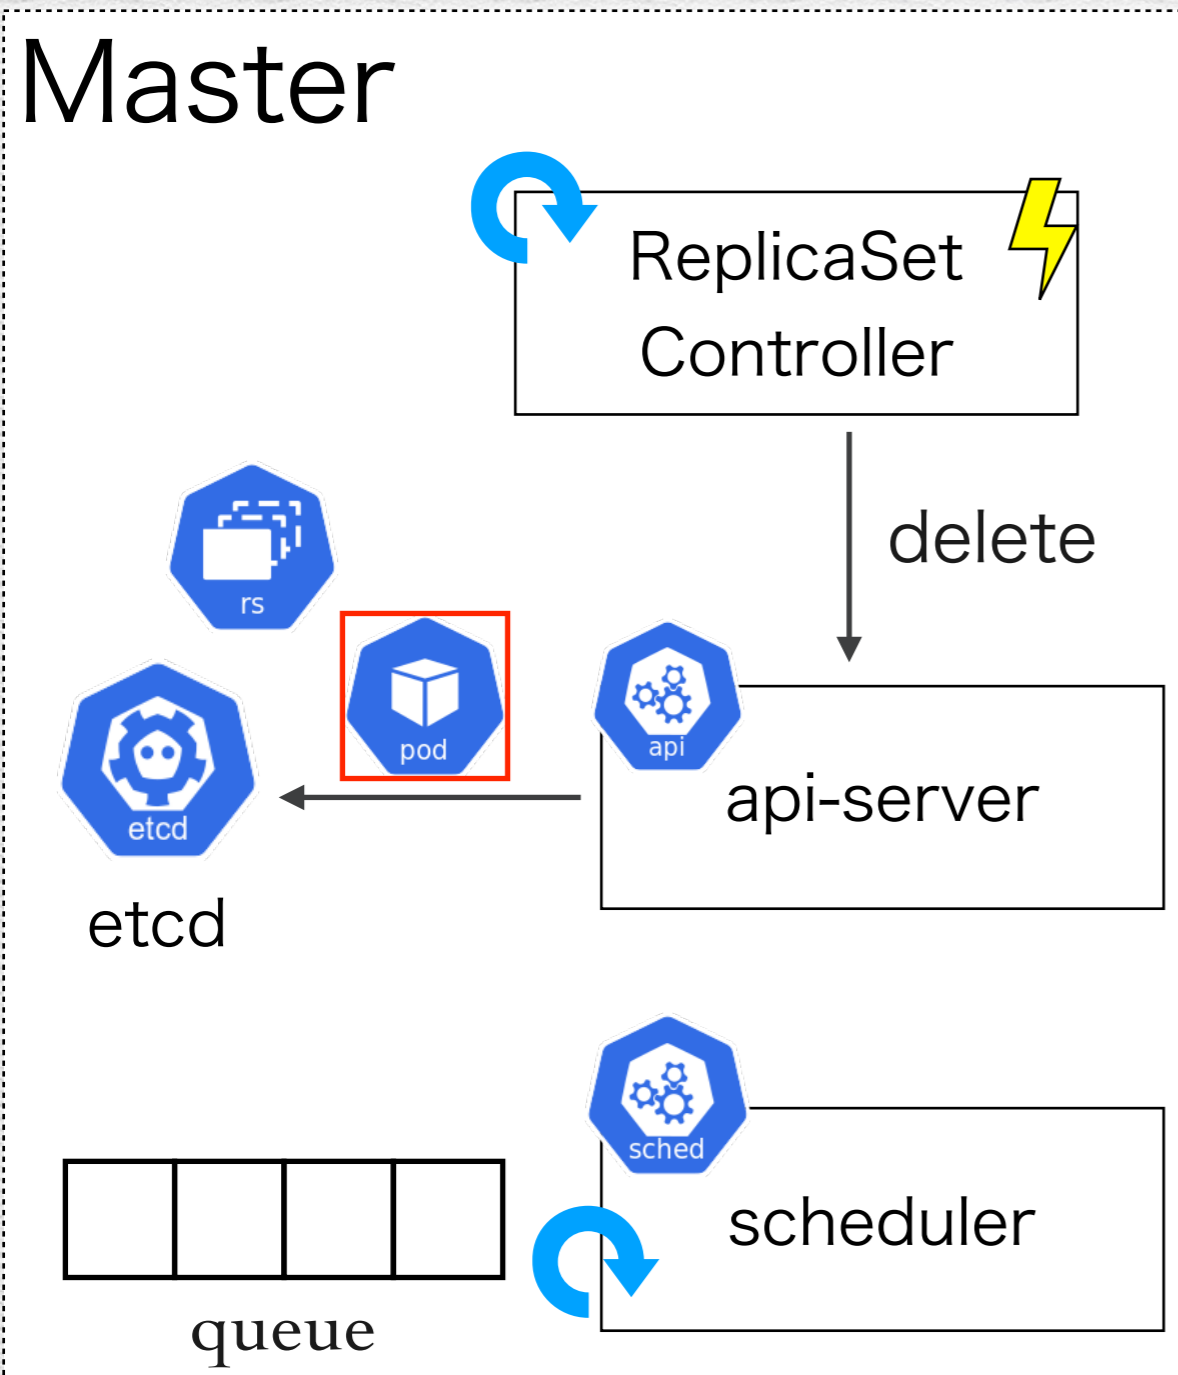 Master
ReplicaSet
Controller
delete
rs
pod
api
api-server
etcd
etcd
sched
scheduler
queue